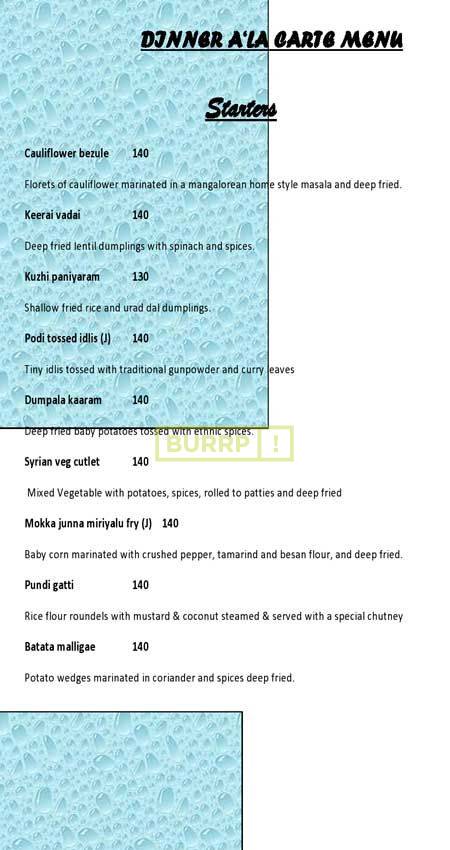 DINNER A'LA CARTE MENU
Starters
Cauliflower bezule 140
Florets of cauliflower marinated in a mangalorean home style masala and deep fried.
Keerai vadai 140
Deep fried lentil dumplings with spinach and spices.
Kuzhi paniyaram 130
Shallow fried rice and urad dal dumplings.
Podi tossed idlis (J) 140
Tiny idlis tossed with traditional gunpowder and curry leaves
Dumpala kaaram 140
Deep fried baby potatoes tossed with ethnic spices.
BURRP!
Syrian veg cutlet 140
Mixed Vegetable with potatoes, spices, rolled to patties and deep fried
Mokka junna miriyalu fry (J) 140
Baby corn marinated with crushed pepper, tamarind and besan flour, and deep fried.
Pundi gatti 140
Rice flour roundels with mustard & coconut steamed & served with a special chutney
Batata malligae 140
Potato wedges marinated in coriander and spices deep fried.